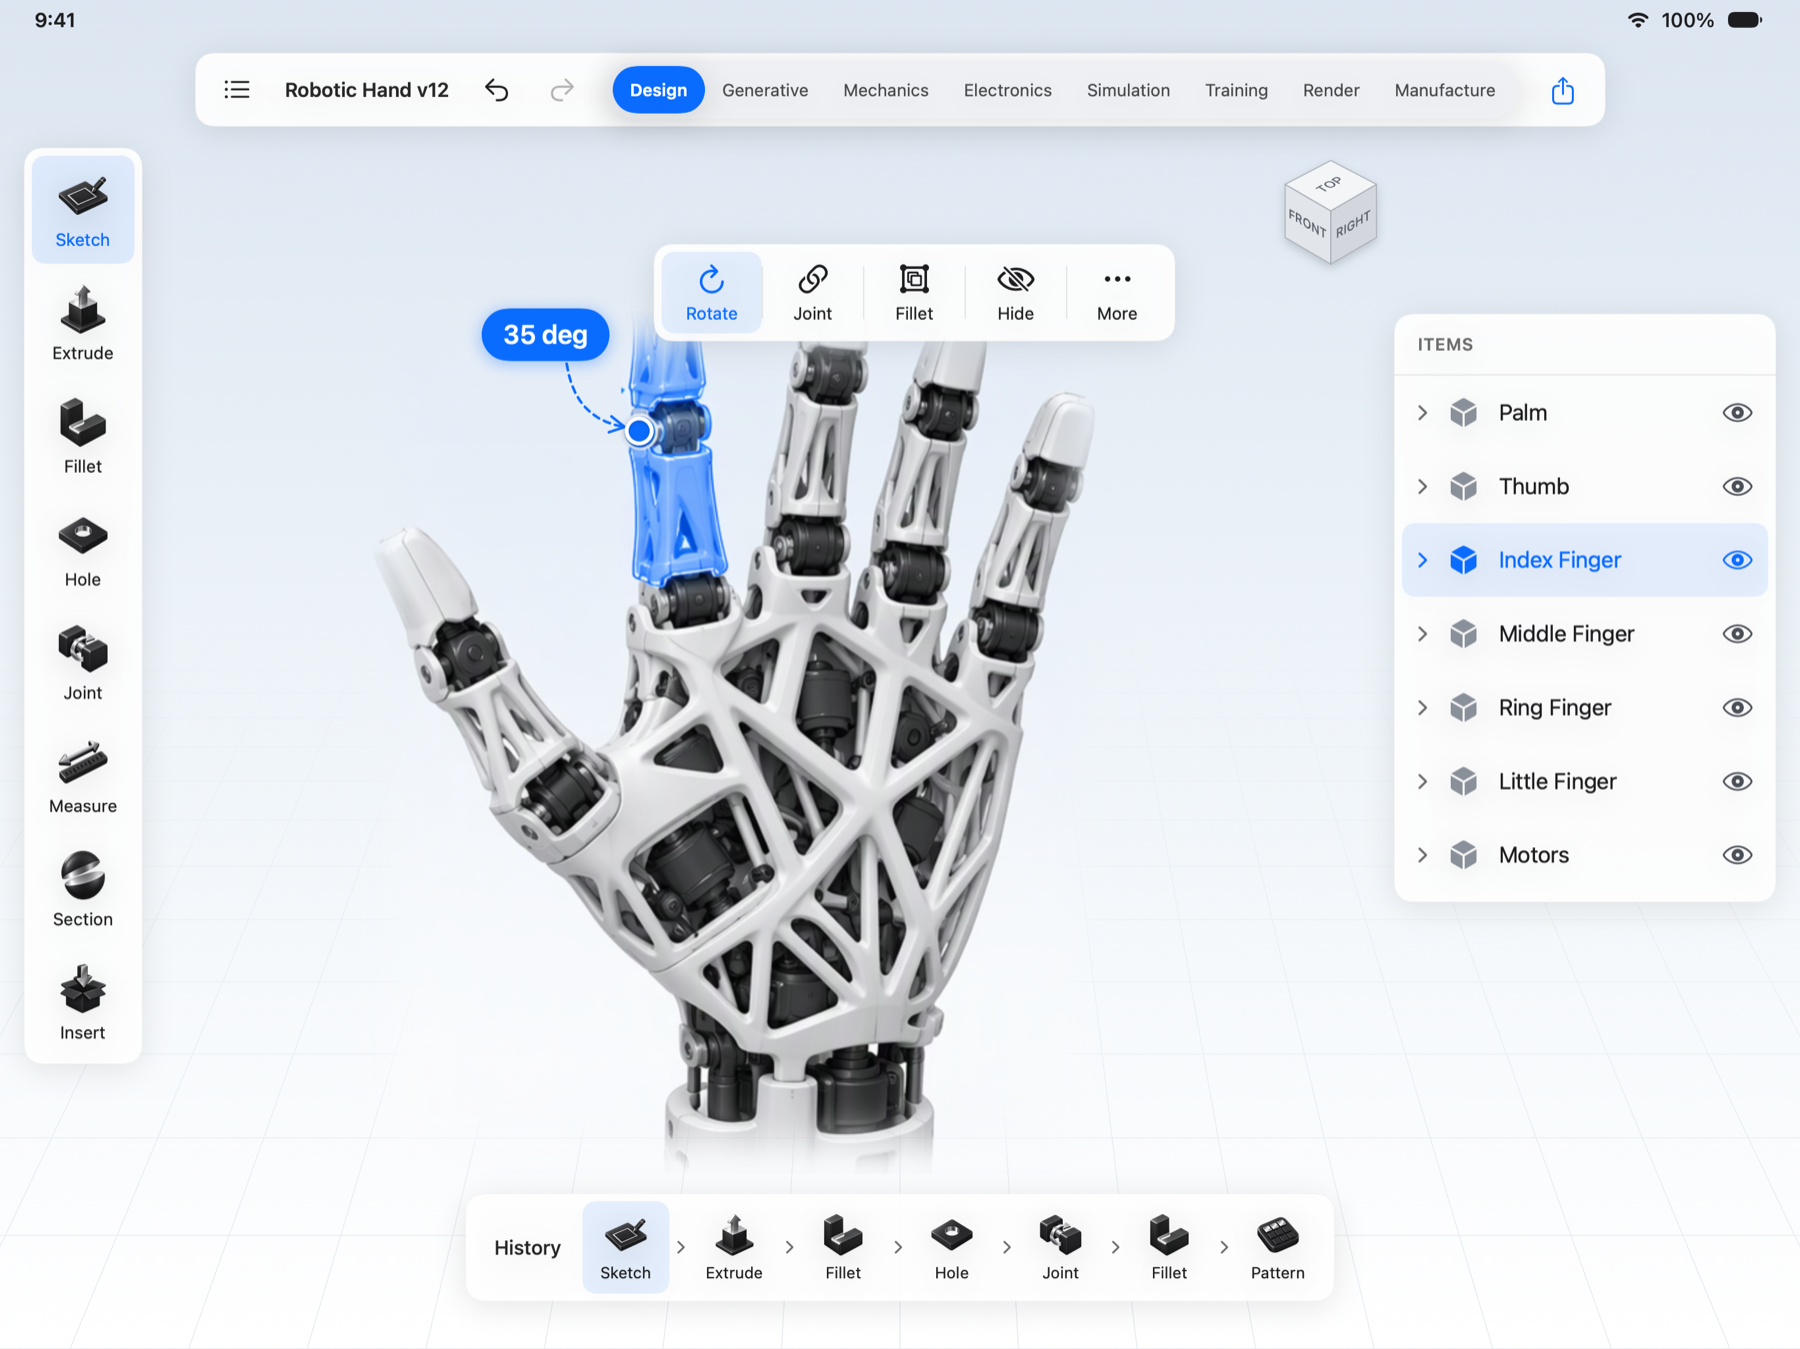 9:41
100%
Robotic Hand v12
Design
Generative
Mechanics
Electronics
Simulation
Training
Render
Manufacture
Sketch
Extrude
Fillet
Hole
Joint
Measure
Section
Insert
TOP
FRONT
RIGHT
Rotate
Joint
Fillet
Hide
More
35 deg
ITEMS
Palm
Thumb
Index Finger
Middle Finger
Ring Finger
Little Finger
Motors
History
Sketch
Extrude
Fillet
Hole
Joint
Fillet
Pattern